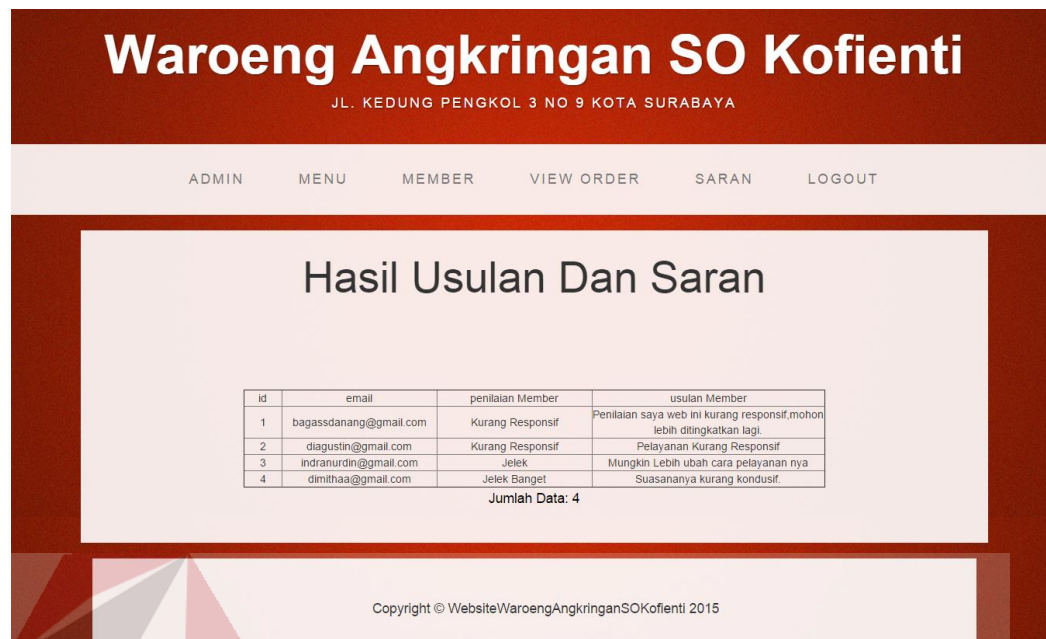 Waroeng Angkringan SO Kofienti
JL. KEDUNG PENGKOL 3 NO 9 KOTA SURABAYA
ADMIN MENU MEMBER VIEW ORDER SARAN LOGOUT
Hasil Usulan Dan Saran
id email penilaian Member usulan Member
1 bagassdanang@gmail.com Kurang Responsif Penilaian saya web ini kurang responsif,mohon
lebih ditingkatkan lagi.
2 diagustin@gmail.com Kurang Responsif Pelayanan Kurang Responsif
3 indranurdin@gmail.com Jelek Mungkin Lebih ubah cara pelayanan nya
4 dimithaa@gmail.com Jelek Banget Suasananya kurang kondusif.
Jumlah Data: 4
Copyright © WebsiteWaroengAngkringanSOKofienti 2015